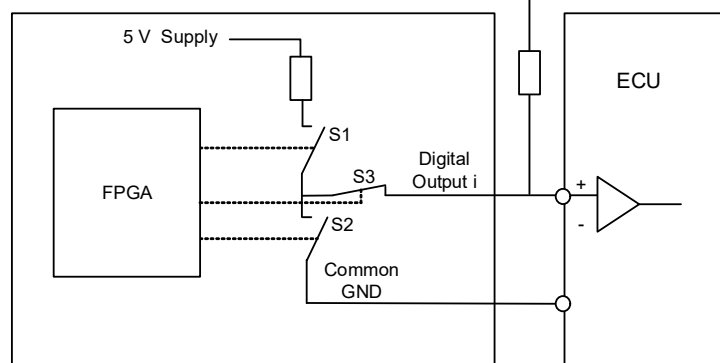 5 V Supply
ECU
S1
FPGA
S3
Digital
Output i
+
-
S2
Common
GND